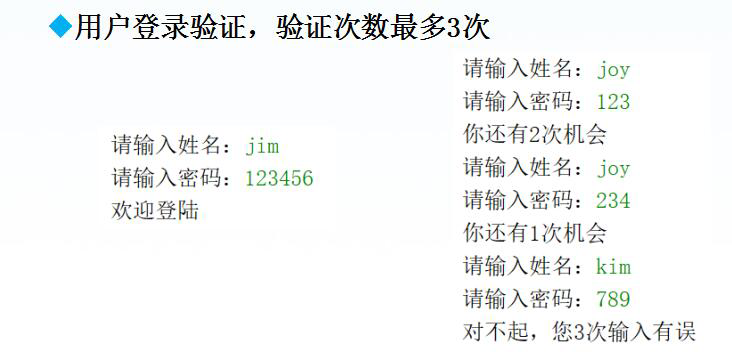 用户登录验证，验证次数最多3次
请输入姓名：jim
请输入密码：123456
欢迎登陆
请输入姓名：joy
请输入密码：123
你还有2次机会
请输入姓名：joy
请输入密码：234
你还有1次机会
请输入姓名：kim
请输入密码：789
对不起，您3次输入有误